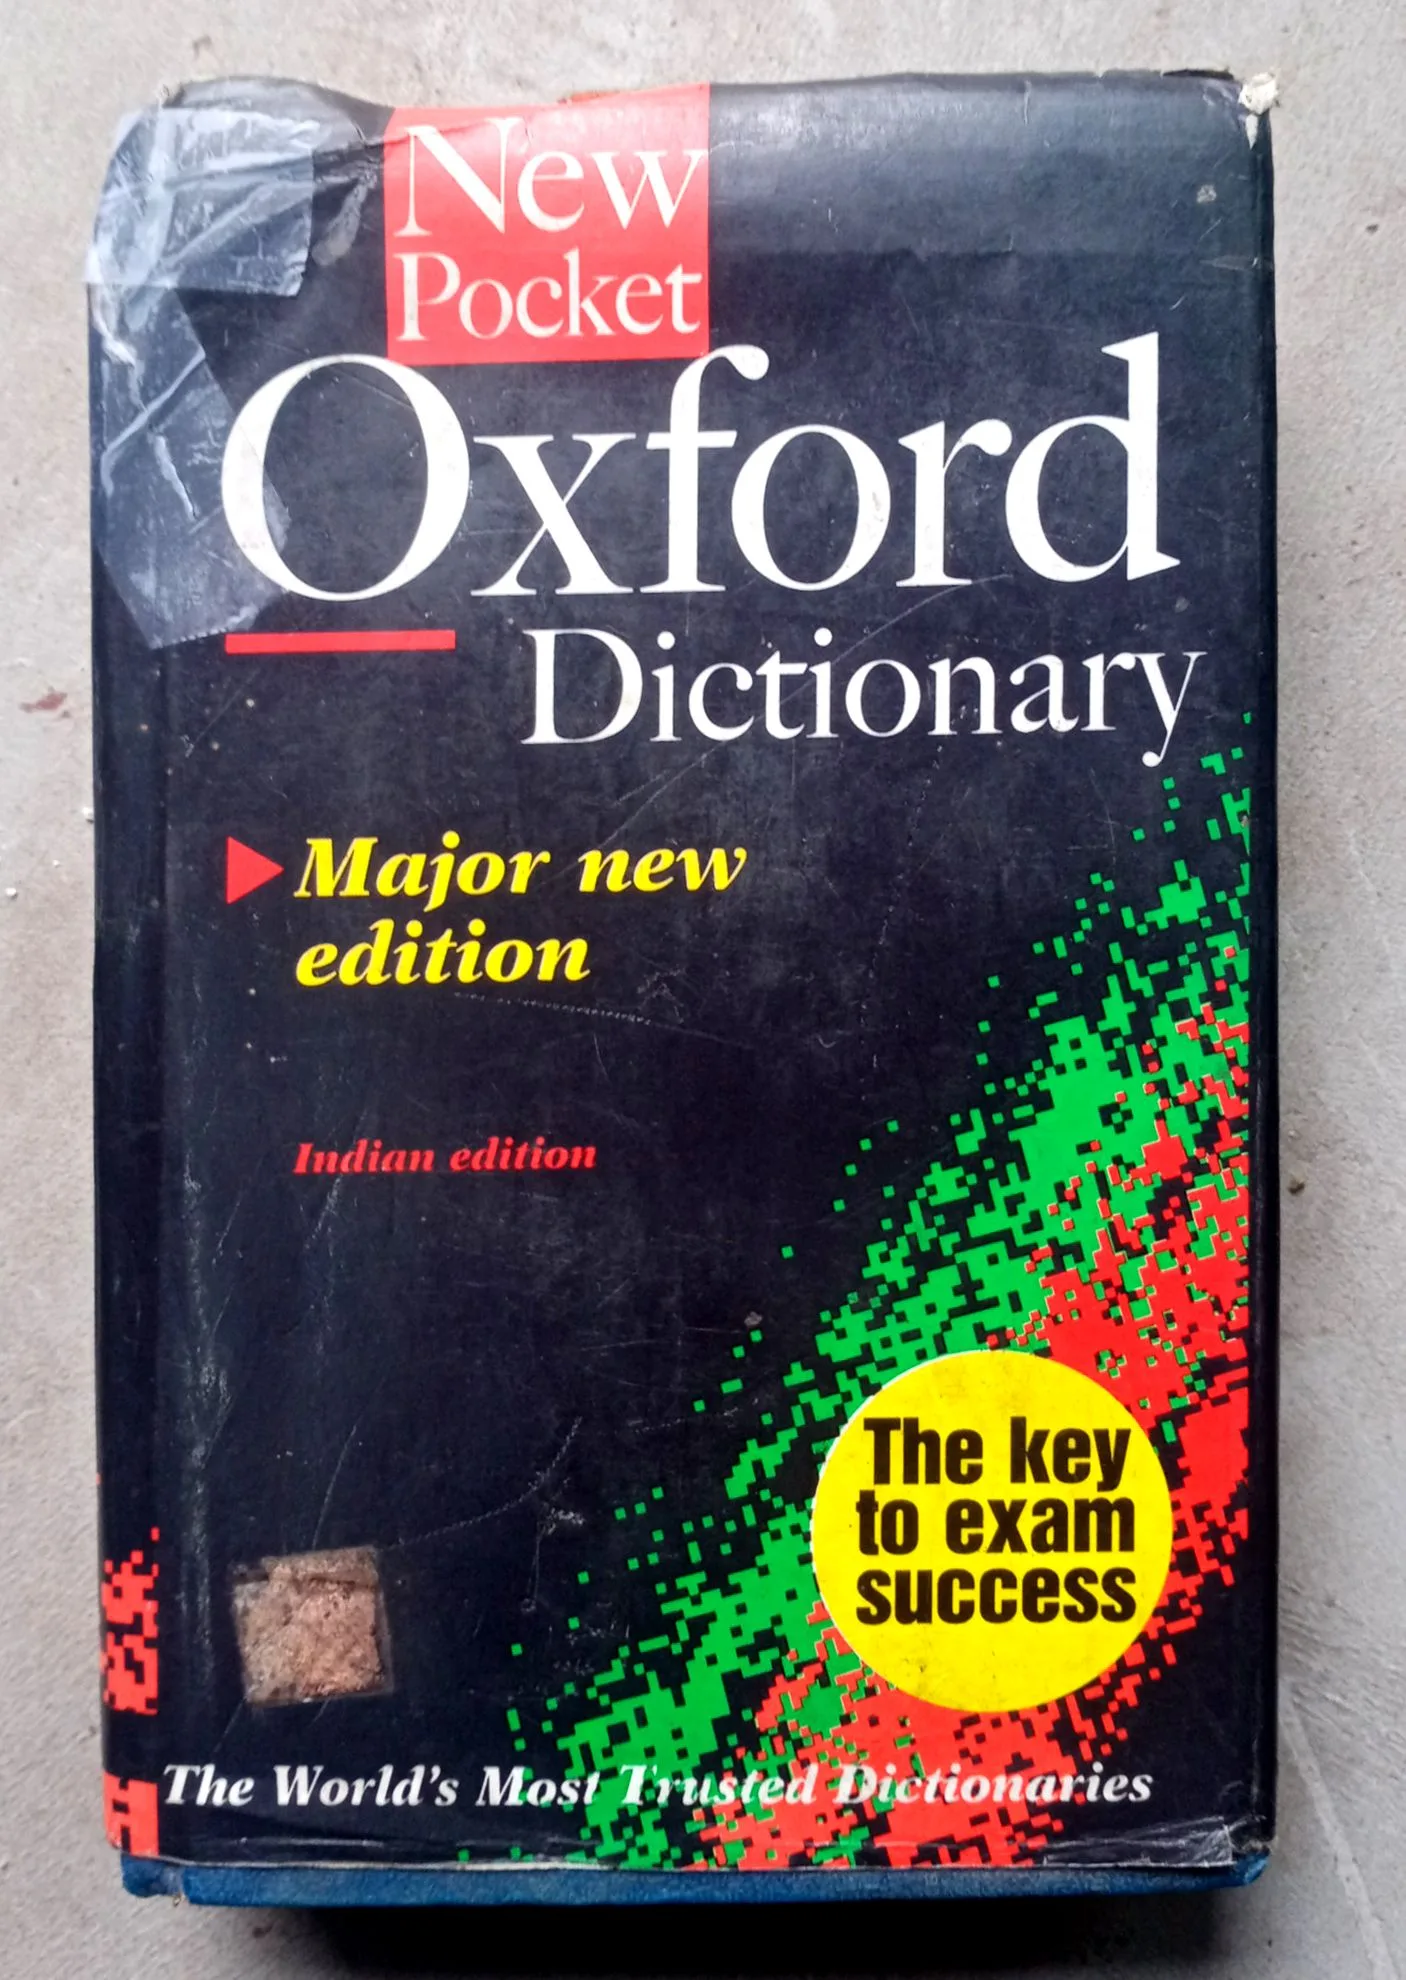 New
Pocket
Oxford
Dictionary
Major new
edition
Indian edition
The key
to exam
success
The World's Most Trusted Dictionaries